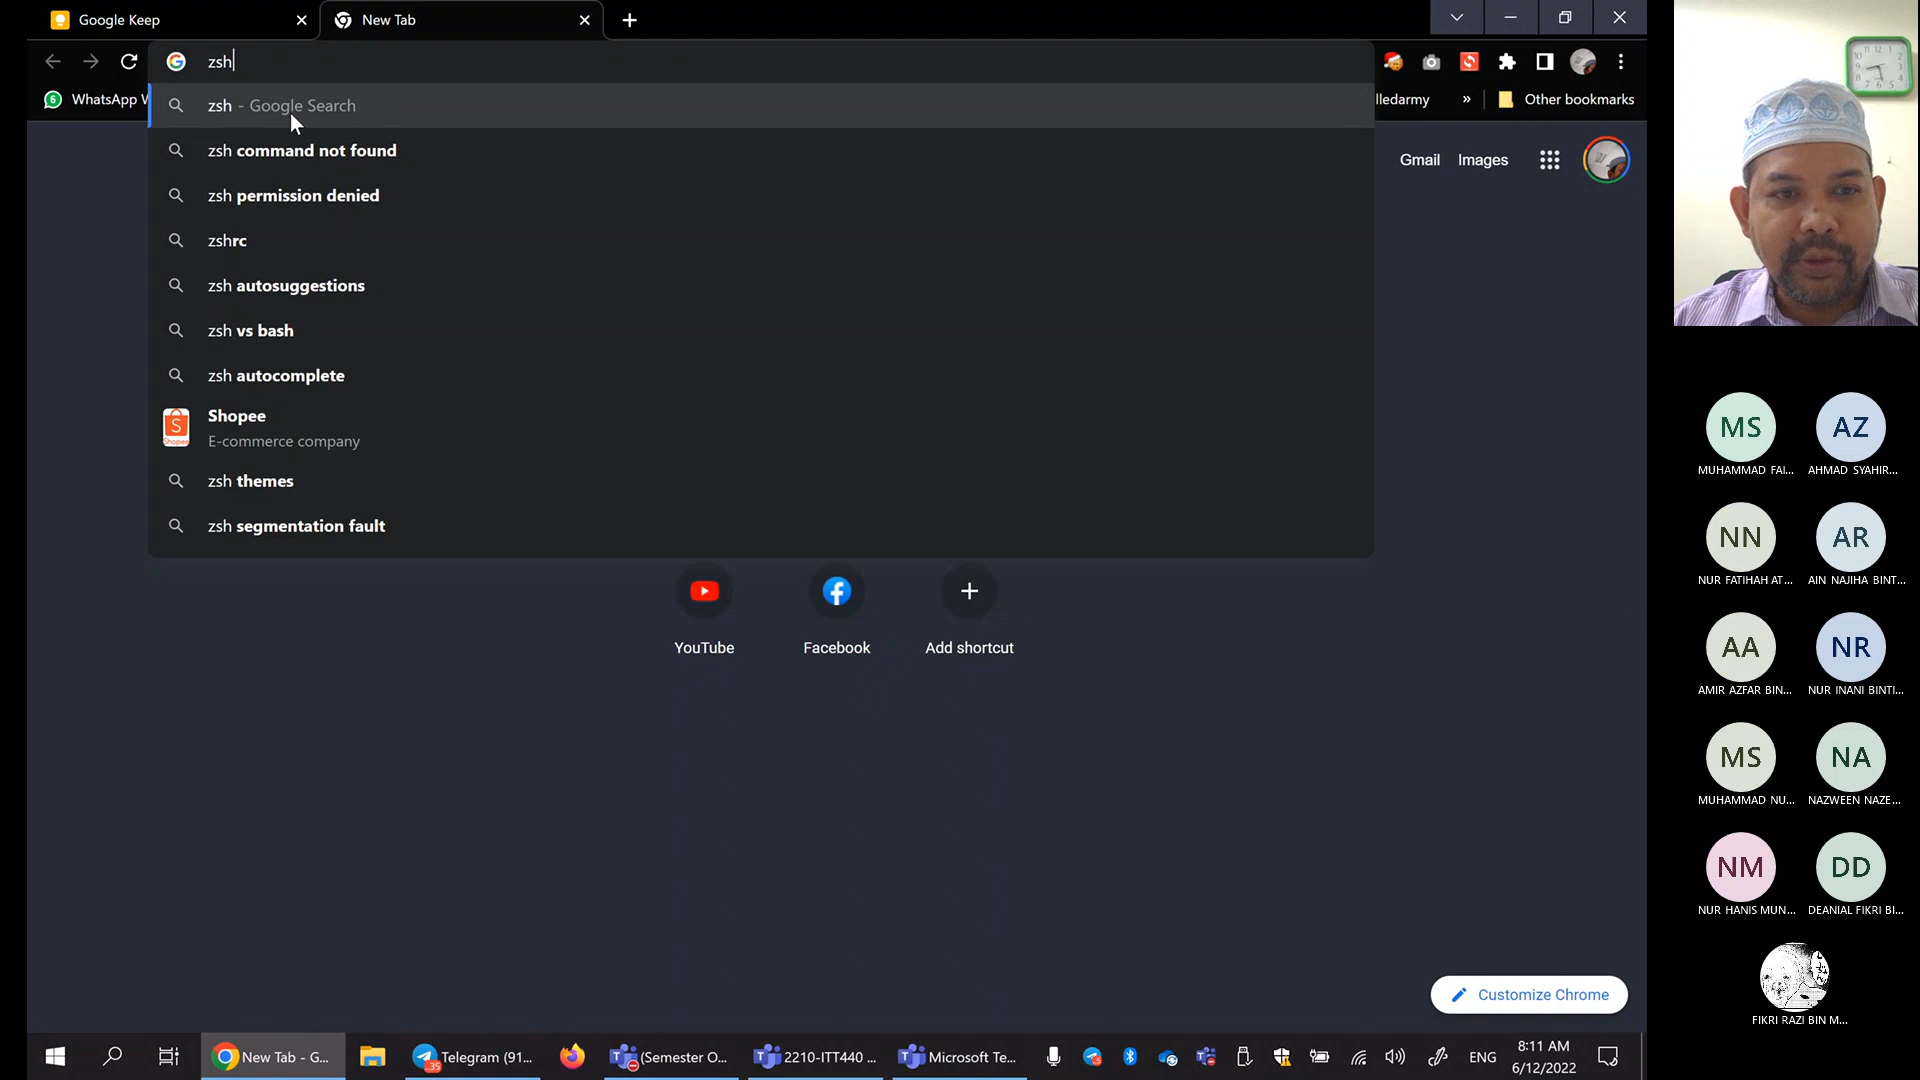 Google Keep
New Tab
zsh
WhatsApp W
lledarmy
»
Other bookmarks
zsh - Google Search
zsh command not found
zsh permission denied
zshrc
zsh autosuggestions
zsh vs bash
zsh autocomplete
Shopee
E-commerce company
zsh themes
zsh segmentation fault
Gmail
Images
YouTube
Facebook
Add shortcut
Customize Chrome
MS
MUHAMMAD FAI...
AZ
AHMAD SYAHIR...
NN
NUR FATIHAH AT...
AR
AIN NAJIHA BINT...
AA
AMIR AZFAR BIN...
NR
NUR INANI BINTI...
MS
MUHAMMAD NU...
NA
NAZWEEN NAZE...
NM
NUR HANIS MUN...
DD
DEANIAL FIKRI BI...
FIKRI RAZI BIN M...
New Tab - G...
Telegram (91...
(Semester O...
2210-ITT440 ...
Microsoft Te...
ENG
8:11 AM
6/12/2022